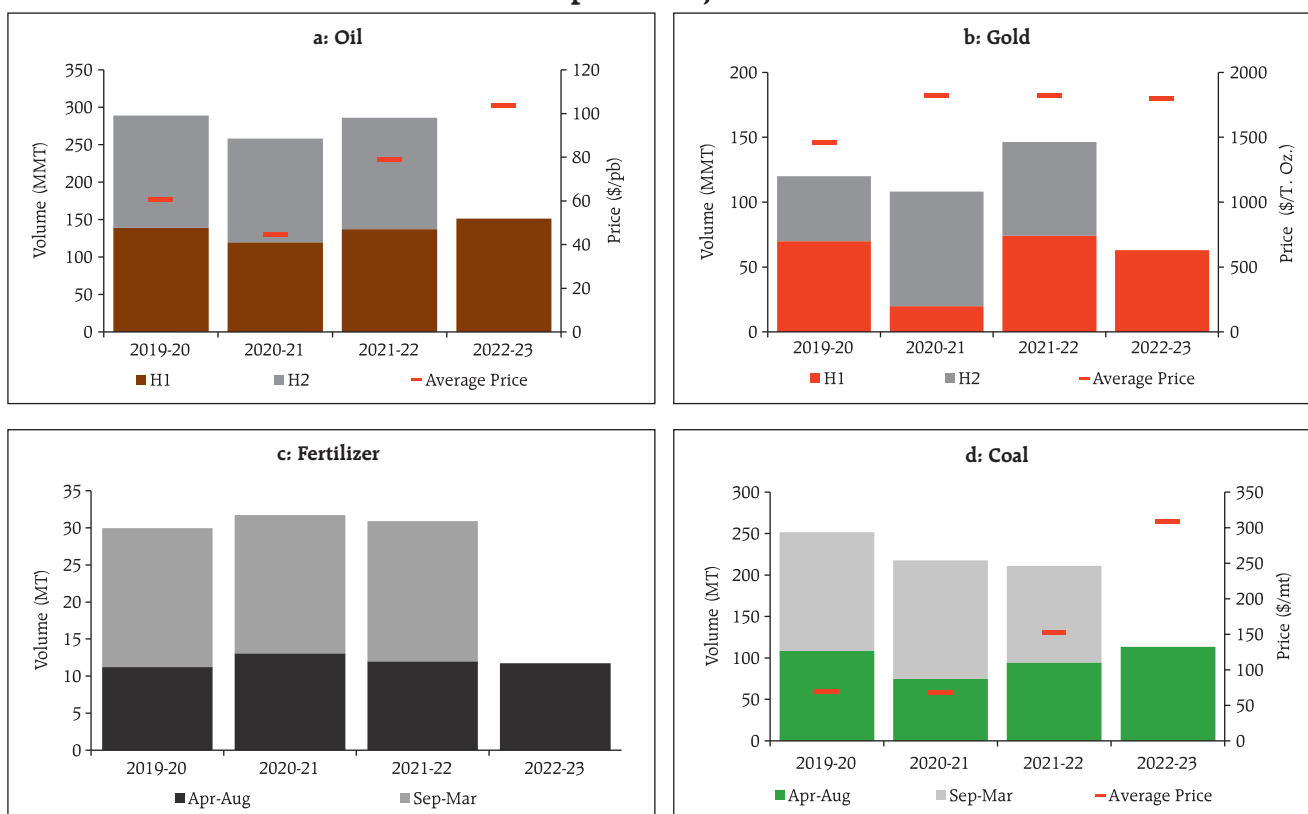 a: Oil
Volume (MMT)
350
300
250
200
150
100
50
0
120
100
80
60
40
20
0
Price ($/pb)
2019-20 2020-21 2021-22 2022-23
H1 H2 Average Price
b: Gold
Volume (MMT)
200
150
100
50
0
2000
1500
1000
500
0
Price ($/T. Oz.)
2019-20 2020-21 2021-22 2022-23
H1 H2 Average Price
c: Fertilizer
Volume (MT)
35
30
25
20
15
10
5
0
2019-20 2020-21 2021-22 2022-23
Apr-Aug Sep-Mar
d: Coal
Volume (MT)
300
250
200
150
100
50
0
350
300
250
200
150
100
50
0
Price ($/mt)
2019-20 2020-21 2021-22 2022-23
Apr-Aug Sep-Mar Average Price